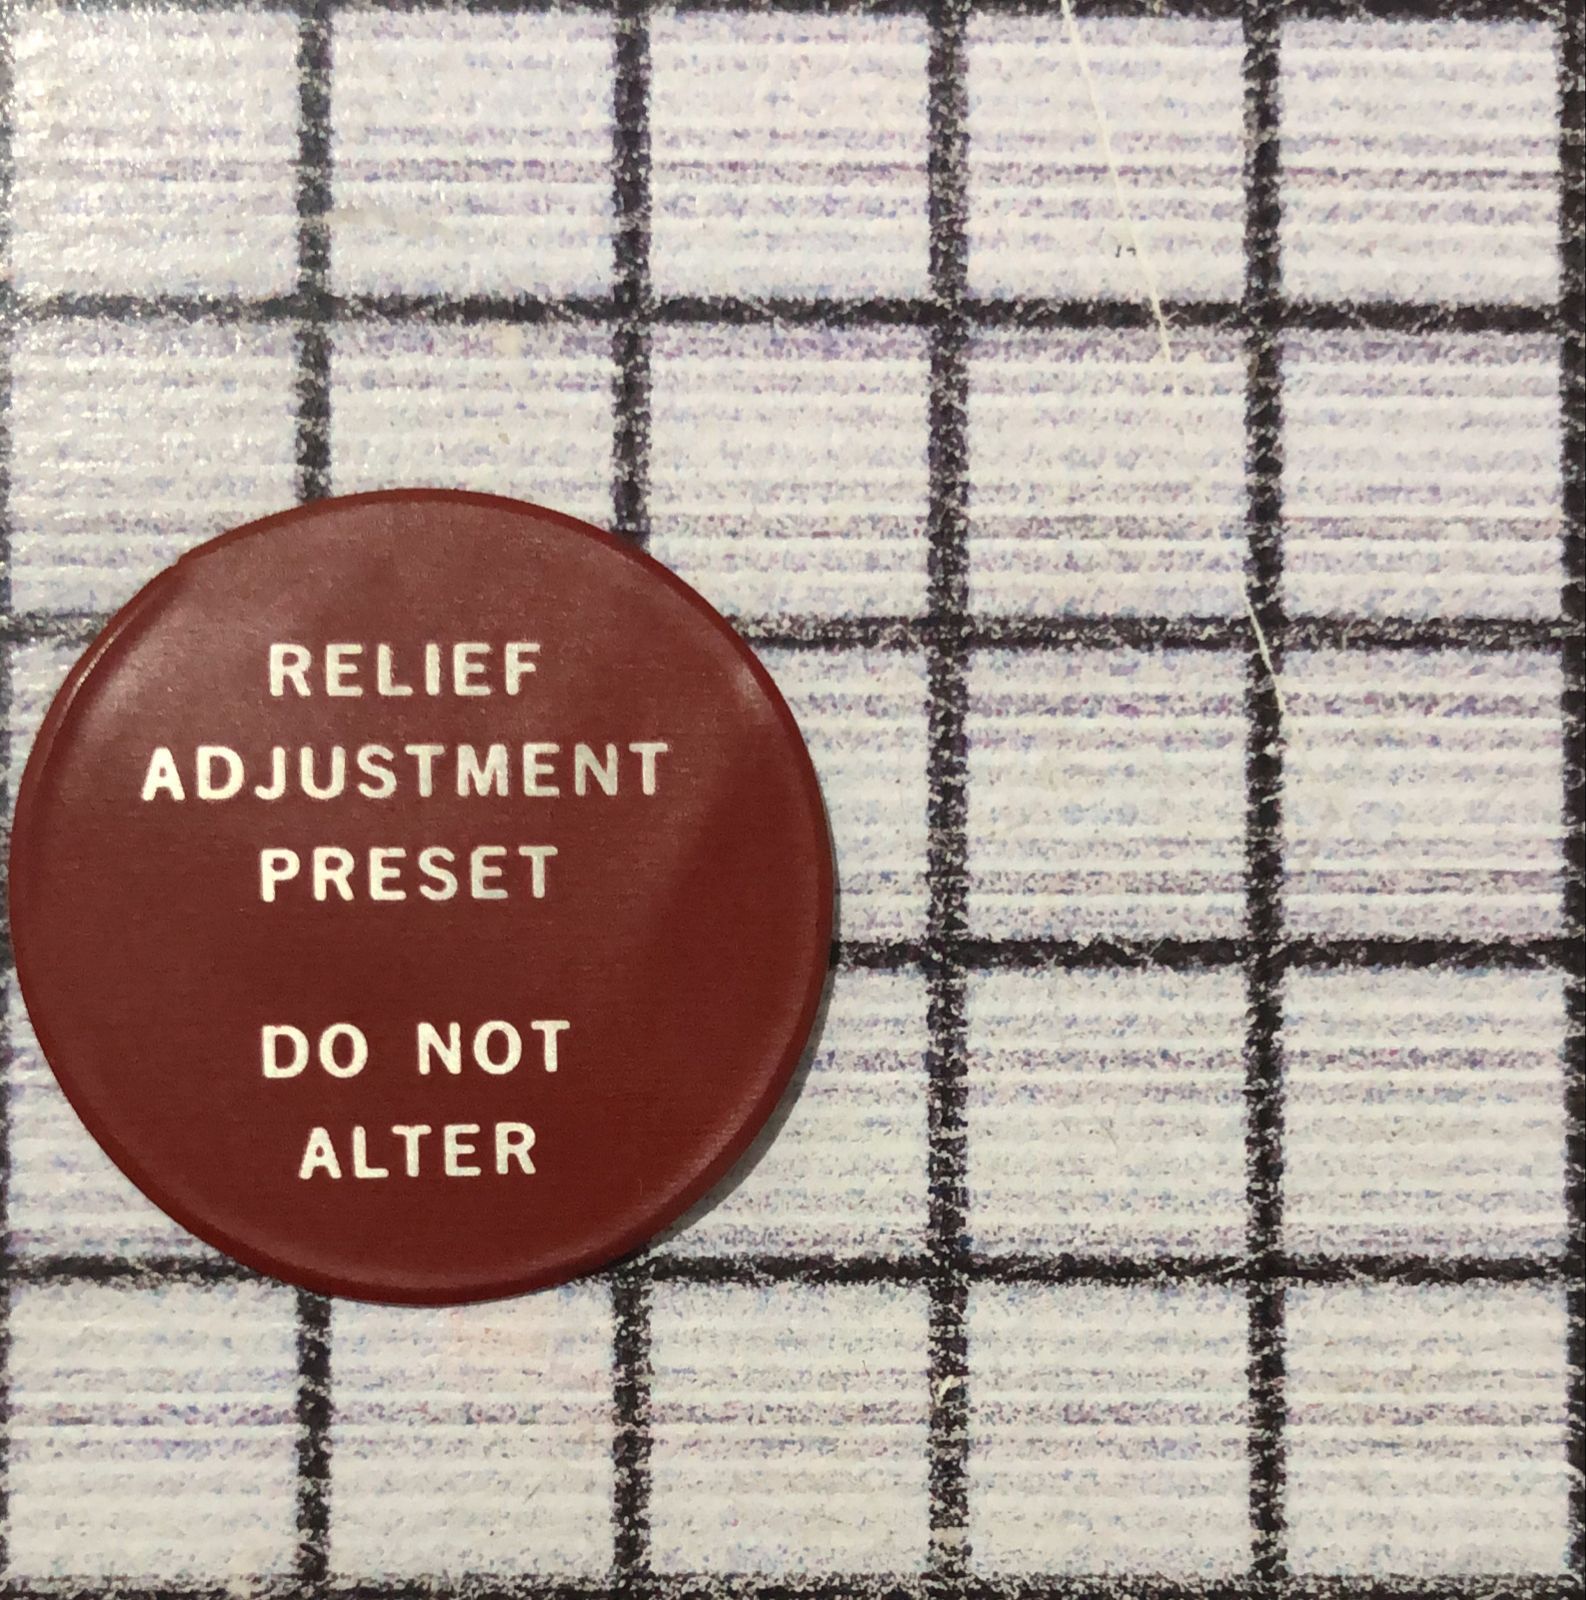 RELIEF
ADJUSTMENT
PRESET
DO NOT
ALTER